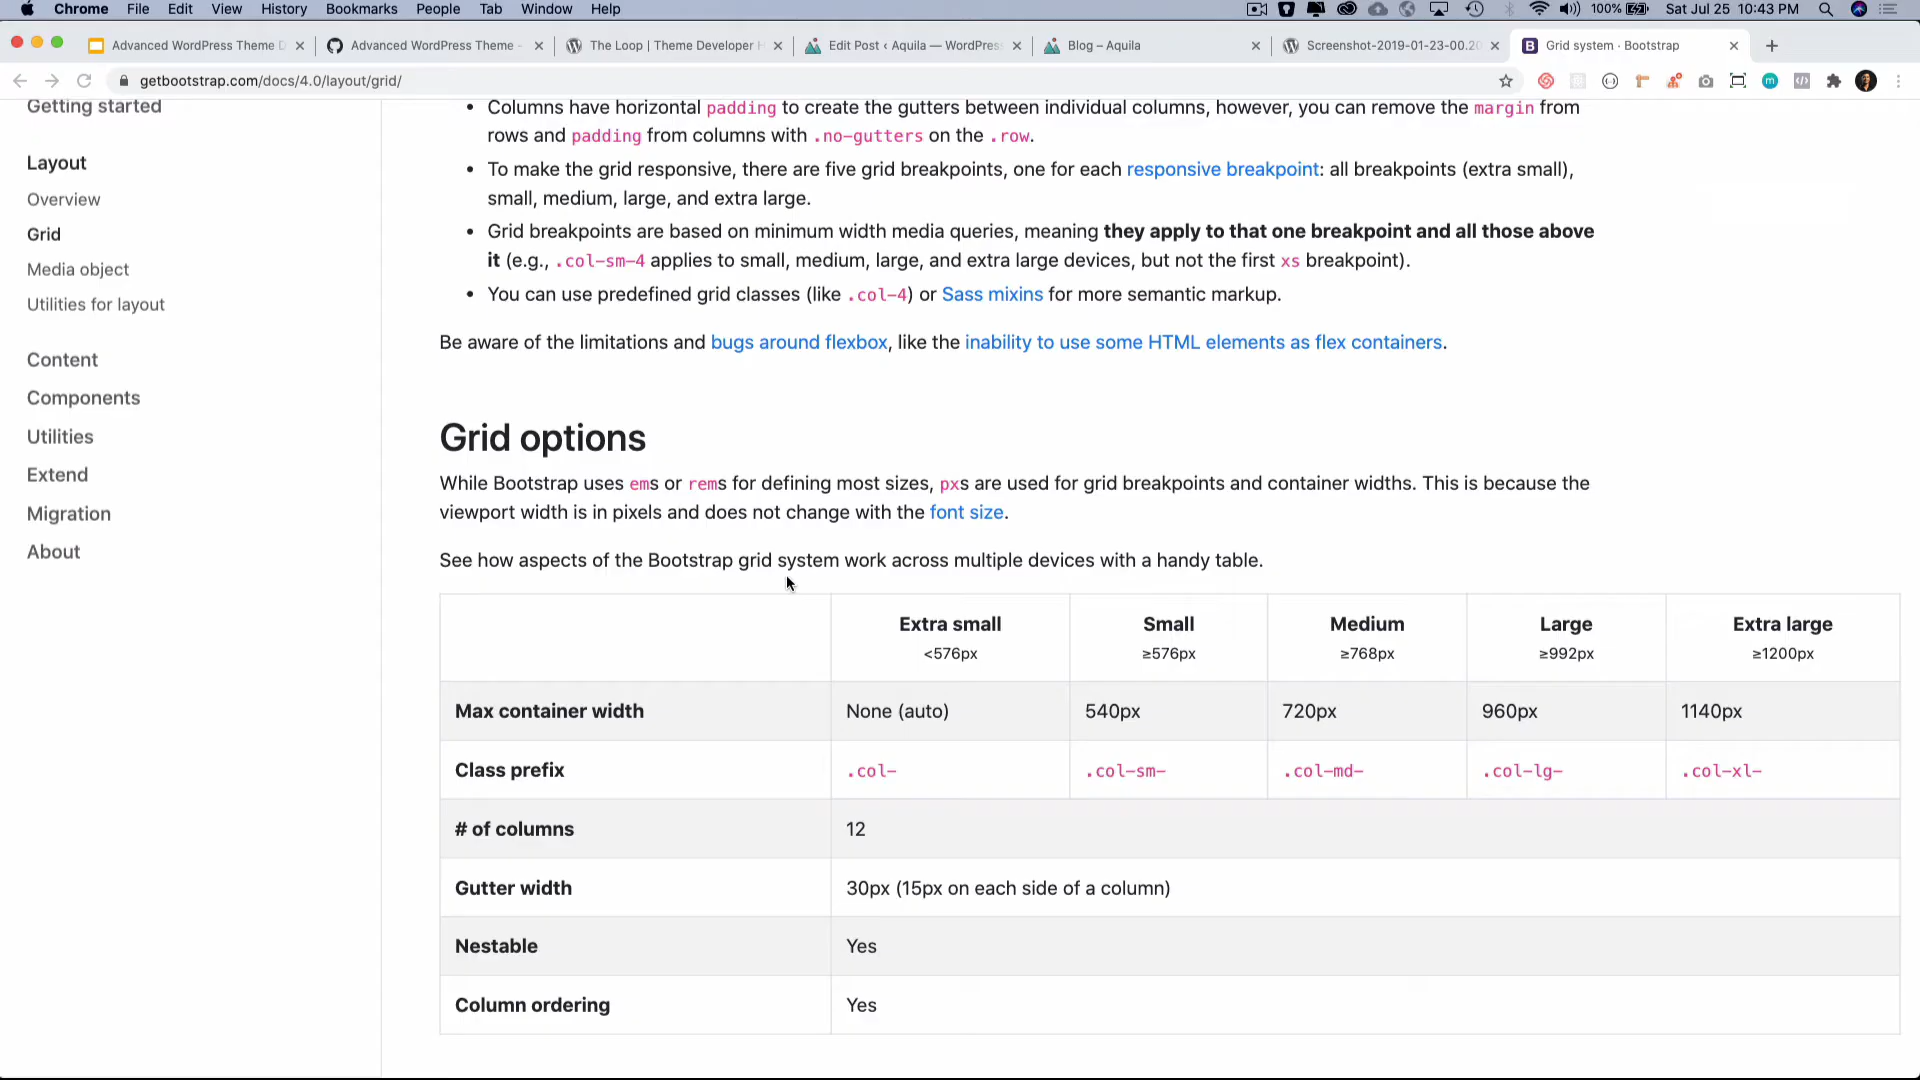 Chrome File Edit View History Bookmarks People Tab Window Help 100% Sat Jul 25 10:43 PM
Advanced WordPress Theme D Advanced WordPress Theme - The Loop | Theme Developer H Edit Post ‹ Aquila — WordPress Blog – Aquila Screenshot-2019-01-23-00.20 Grid system · Bootstrap
getbootstrap.com/docs/4.0/layout/grid/
Getting started
Layout
Overview
Grid
Media object
Utilities for layout
Content
Components
Utilities
Extend
Migration
About
• Columns have horizontal padding to create the gutters between individual columns, however, you can remove the margin from
rows and padding from columns with .no-gutters on the .row.
• To make the grid responsive, there are five grid breakpoints, one for each responsive breakpoint: all breakpoints (extra small),
small, medium, large, and extra large.
• Grid breakpoints are based on minimum width media queries, meaning they apply to that one breakpoint and all those above
it (e.g., .col-sm-4 applies to small, medium, large, and extra large devices, but not the first xs breakpoint).
• You can use predefined grid classes (like .col-4) or Sass mixins for more semantic markup.
Be aware of the limitations and bugs around flexbox, like the inability to use some HTML elements as flex containers.
Grid options
While Bootstrap uses ems or rems for defining most sizes, pxs are used for grid breakpoints and container widths. This is because the
viewport width is in pixels and does not change with the font size.
See how aspects of the Bootstrap grid system work across multiple devices with a handy table.
Extra small Small Medium Large Extra large
<576px ≥576px ≥768px ≥992px ≥1200px
Max container width None (auto) 540px 720px 960px 1140px
Class prefix .col- .col-sm- .col-md- .col-lg- .col-xl-
# of columns 12
Gutter width 30px (15px on each side of a column)
Nestable Yes
Column ordering Yes